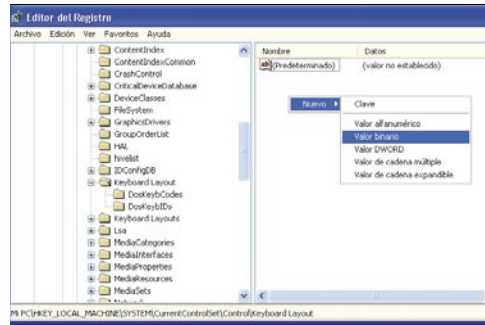 Editor del Registro
Archivo Edición Ver Favoritos Ayuda
ContentIndex
ContentIndexCommon
CrashControl
CriticalDeviceDatabase
DeviceClasses
FileSystem
GraphicsDrivers
GroupOrderList
HAL
hivelist
IDConfigDB
Keyboard Layout
DosKeybCodes
DosKeybIDs
Keyboard Layouts
Lsa
MediaCategories
MediaInterfaces
MediaProperties
MediaResources
MediaSets
Nombre Datos
ab (Predeterminado) (valor no establecido)
Nuevo
Clave
Valor alfanumérico
Valor binario
Valor DWORD
Valor de cadena múltiple
Valor de cadena expandible
Mi PC\HKEY_LOCAL_MACHINE\SYSTEM\CurrentControlSet\Control\Keyboard Layout